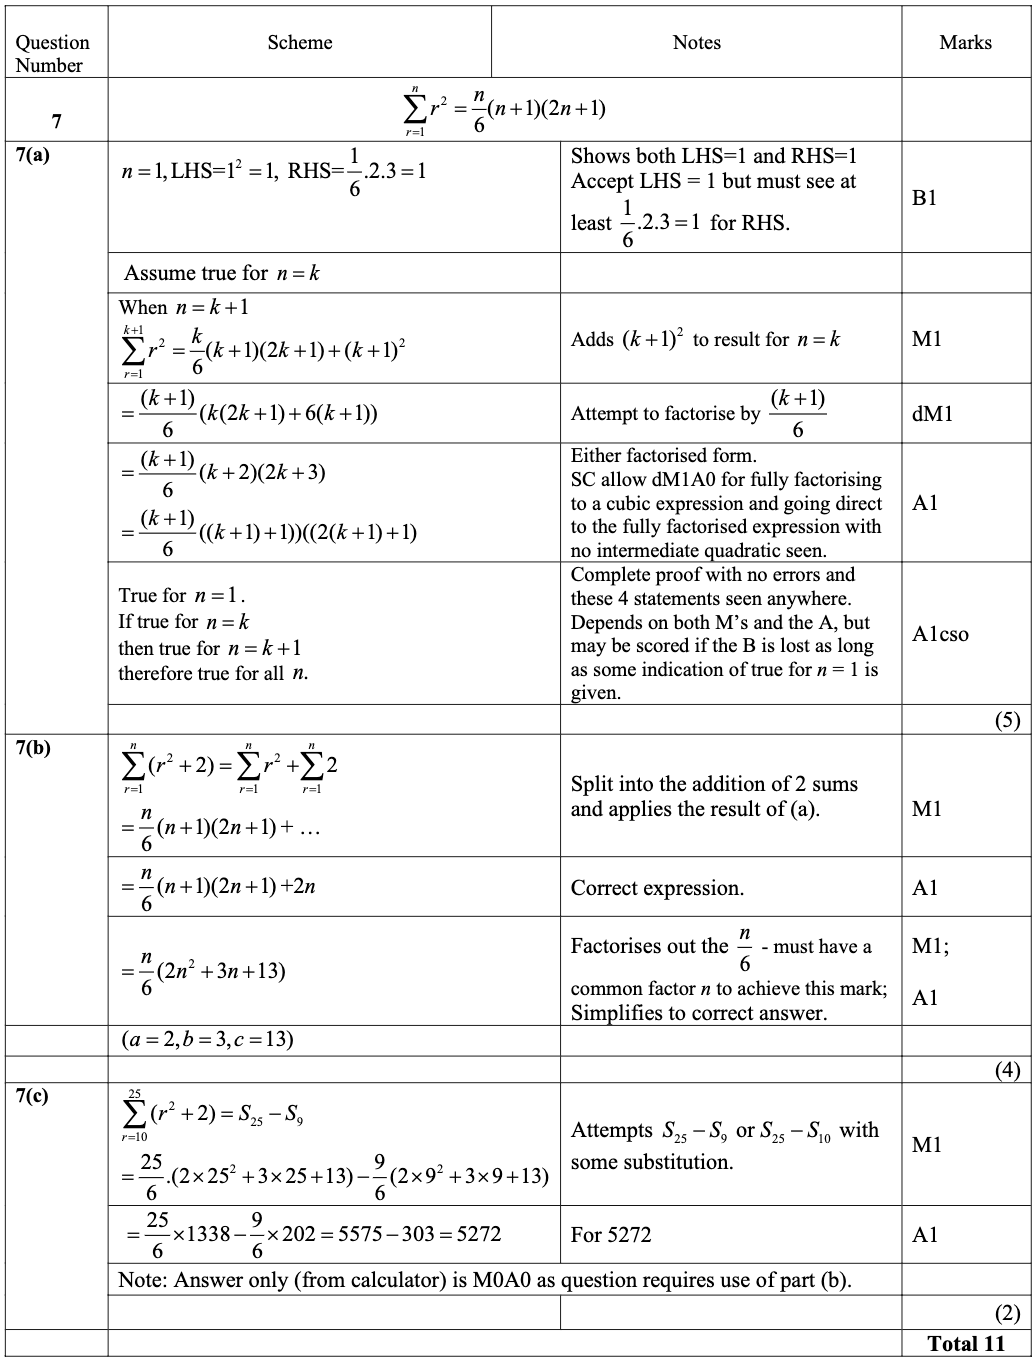 Question Number
Scheme
Notes
Marks
7
\sum_{r=1}^{n} r^2 = \frac{n}{6}(n+1)(2n+1)
7(a)
n = 1, LHS=1^2 = 1, RHS=\frac{1}{6}.2.3 = 1
Shows both LHS=1 and RHS=1
Accept LHS = 1 but must see at
least \frac{1}{6}.2.3 = 1 for RHS.
B1
Assume true for n = k
When n = k + 1
\sum_{r=1}^{k+1} r^2 = \frac{k}{6}(k+1)(2k+1)+(k+1)^2
Adds (k+1)^2 to result for n = k
M1
= \frac{(k+1)}{6}(k(2k+1)+6(k+1))
Attempt to factorise by \frac{(k+1)}{6}
dM1
= \frac{(k+1)}{6}(k+2)(2k+3)
= \frac{(k+1)}{6}((k+1)+1))((2(k+1)+1)
Either factorised form.
SC allow dM1A0 for fully factorising
to a cubic expression and going direct
to the fully factorised expression with
no intermediate quadratic seen.
A1
True for n = 1.
If true for n = k
then true for n = k + 1
therefore true for all n.
Complete proof with no errors and
these 4 statements seen anywhere.
Depends on both M's and the A, but
may be scored if the B is lost as long
as some indication of true for n = 1 is
given.
A1cso
(5)
7(b)
\sum_{r=1}^{n}(r^2+2) = \sum_{r=1}^{n} r^2 + \sum_{r=1}^{n} 2
= \frac{n}{6}(n+1)(2n+1) + …
Split into the addition of 2 sums
and applies the result of (a).
M1
= \frac{n}{6}(n+1)(2n+1) +2n
Correct expression.
A1
= \frac{n}{6}(2n^2+3n+13)
Factorises out the \frac{n}{6} - must have a
common factor n to achieve this mark;
Simplifies to correct answer.
M1;
A1
(a = 2, b = 3, c = 13)
(4)
7(c)
\sum_{r=10}^{25}(r^2+2) = S_{25} − S_9
= \frac{25}{6}.(2×25^2+3×25+13) − \frac{9}{6}(2×9^2+3×9+13)
Attempts S_{25} − S_9 or S_{25} − S_{10} with
some substitution.
M1
= \frac{25}{6}×1338 − \frac{9}{6}×202 = 5575 − 303 = 5272
For 5272
A1
Note: Answer only (from calculator) is M0A0 as question requires use of part (b).
(2)
Total 11